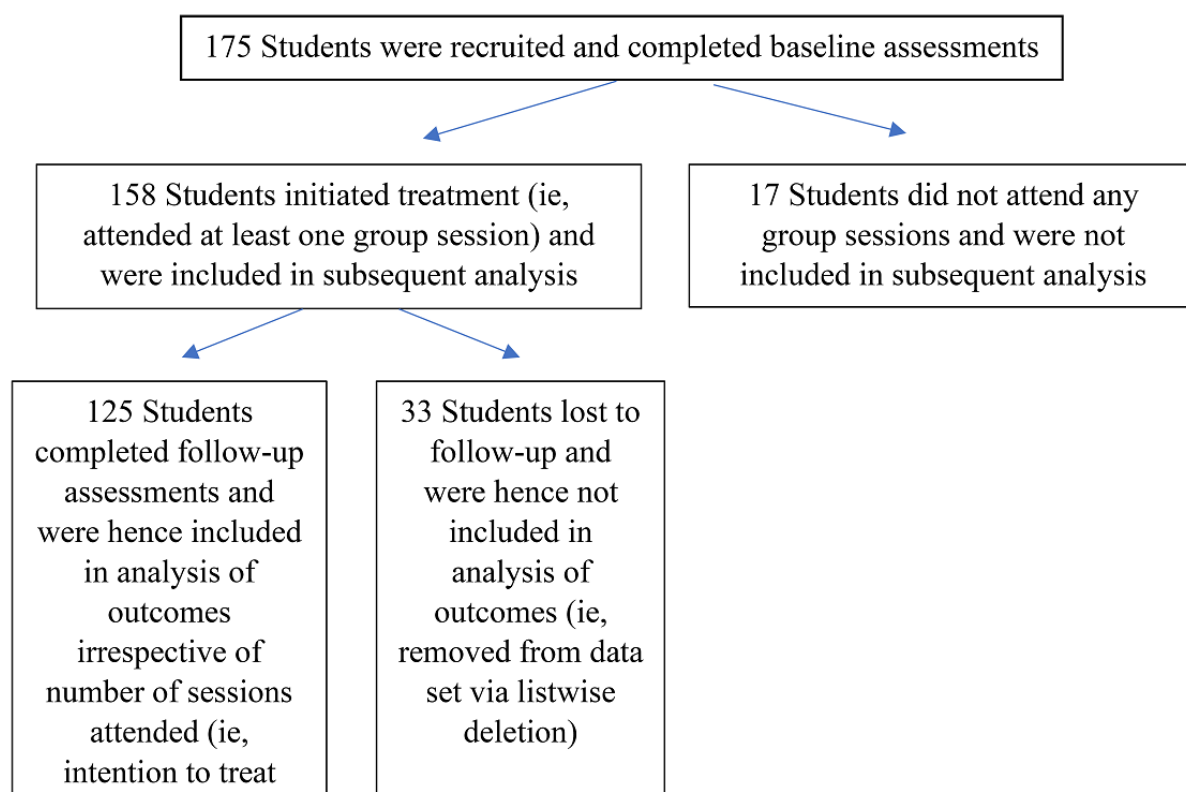 175 Students were recruited and completed baseline assessments
158 Students initiated treatment (ie,
attended at least one group session) and
were included in subsequent analysis
17 Students did not attend any
group sessions and were not
included in subsequent analysis
125 Students
completed follow-up
assessments and
were hence included
in analysis of
outcomes
irrespective of
number of sessions
attended (ie,
intention to treat
33 Students lost to
follow-up and
were hence not
included in
analysis of
outcomes (ie,
removed from data
set via listwise
deletion)